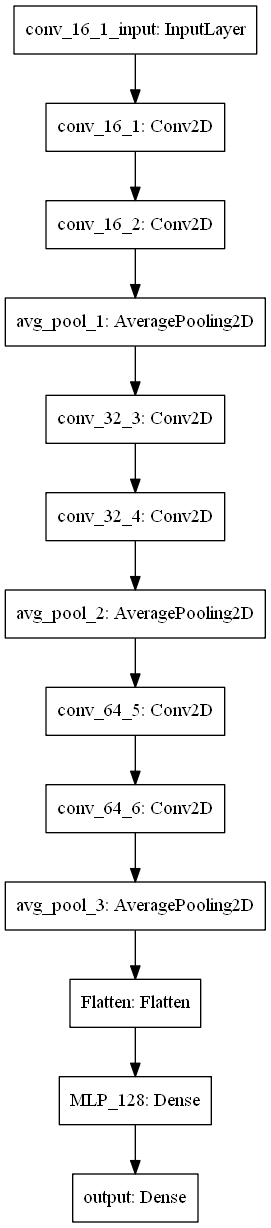 conv_16_1_input: InputLayer
conv_16_1: Conv2D
conv_16_2: Conv2D
avg_pool_1: AveragePooling2D
conv_32_3: Conv2D
conv_32_4: Conv2D
avg_pool_2: AveragePooling2D
conv_64_5: Conv2D
conv_64_6: Conv2D
avg_pool_3: AveragePooling2D
Flatten: Flatten
MLP_128: Dense
output: Dense